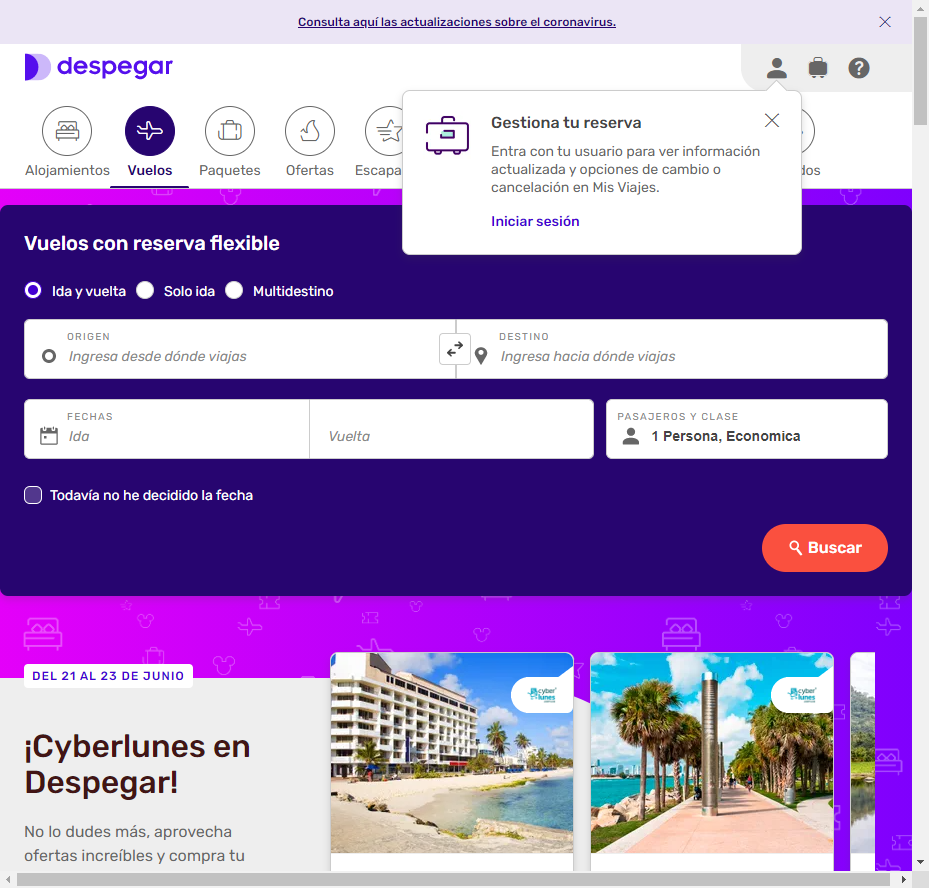 Consulta aquí las actualizaciones sobre el coronavirus.
despegar
Alojamientos
Vuelos
Paquetes
Ofertas
Escapa
dos
Gestiona tu reserva
Entra con tu usuario para ver información
actualizada y opciones de cambio o
cancelación en Mis Viajes.
Iniciar sesión
Vuelos con reserva flexible
Ida y vuelta
Solo ida
Multidestino
ORIGEN
Ingresa desde dónde viajas
DESTINO
Ingresa hacia dónde viajas
FECHAS
Ida
Vuelta
PASAJEROS Y CLASE
1 Persona, Economica
Todavía no he decidido la fecha
Buscar
DEL 21 AL 23 DE JUNIO
¡Cyberlunes en
Despegar!
No lo dudes más, aprovecha
ofertas increíbles y compra tu
cyber
lunes
cyber
lunes